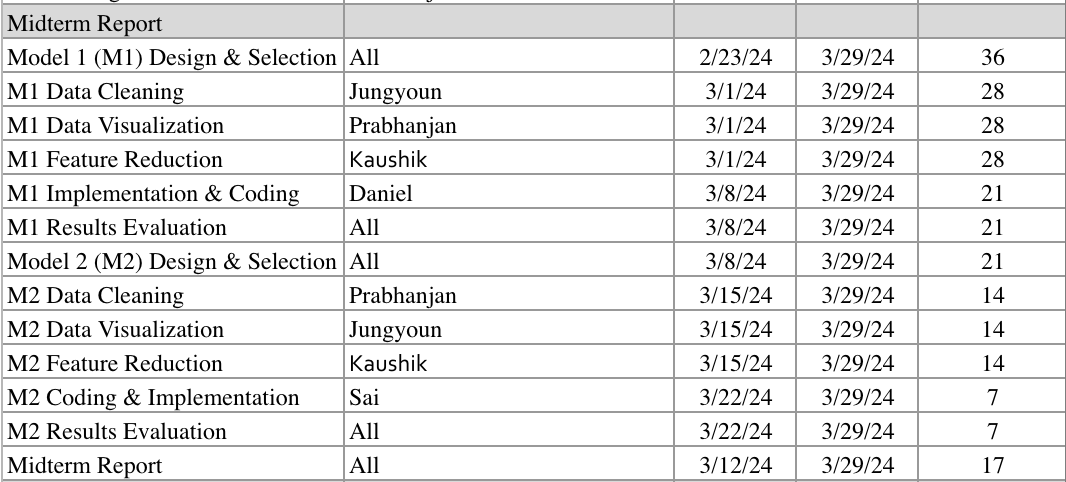 Midterm Report
Model 1 (M1) Design & Selection All 2/23/24 3/29/24 36
M1 Data Cleaning Jungyoun 3/1/24 3/29/24 28
M1 Data Visualization Prabhanjan 3/1/24 3/29/24 28
M1 Feature Reduction Kaushik 3/1/24 3/29/24 28
M1 Implementation & Coding Daniel 3/8/24 3/29/24 21
M1 Results Evaluation All 3/8/24 3/29/24 21
Model 2 (M2) Design & Selection All 3/8/24 3/29/24 21
M2 Data Cleaning Prabhanjan 3/15/24 3/29/24 14
M2 Data Visualization Jungyoun 3/15/24 3/29/24 14
M2 Feature Reduction Kaushik 3/15/24 3/29/24 14
M2 Coding & Implementation Sai 3/22/24 3/29/24 7
M2 Results Evaluation All 3/22/24 3/29/24 7
Midterm Report All 3/12/24 3/29/24 17